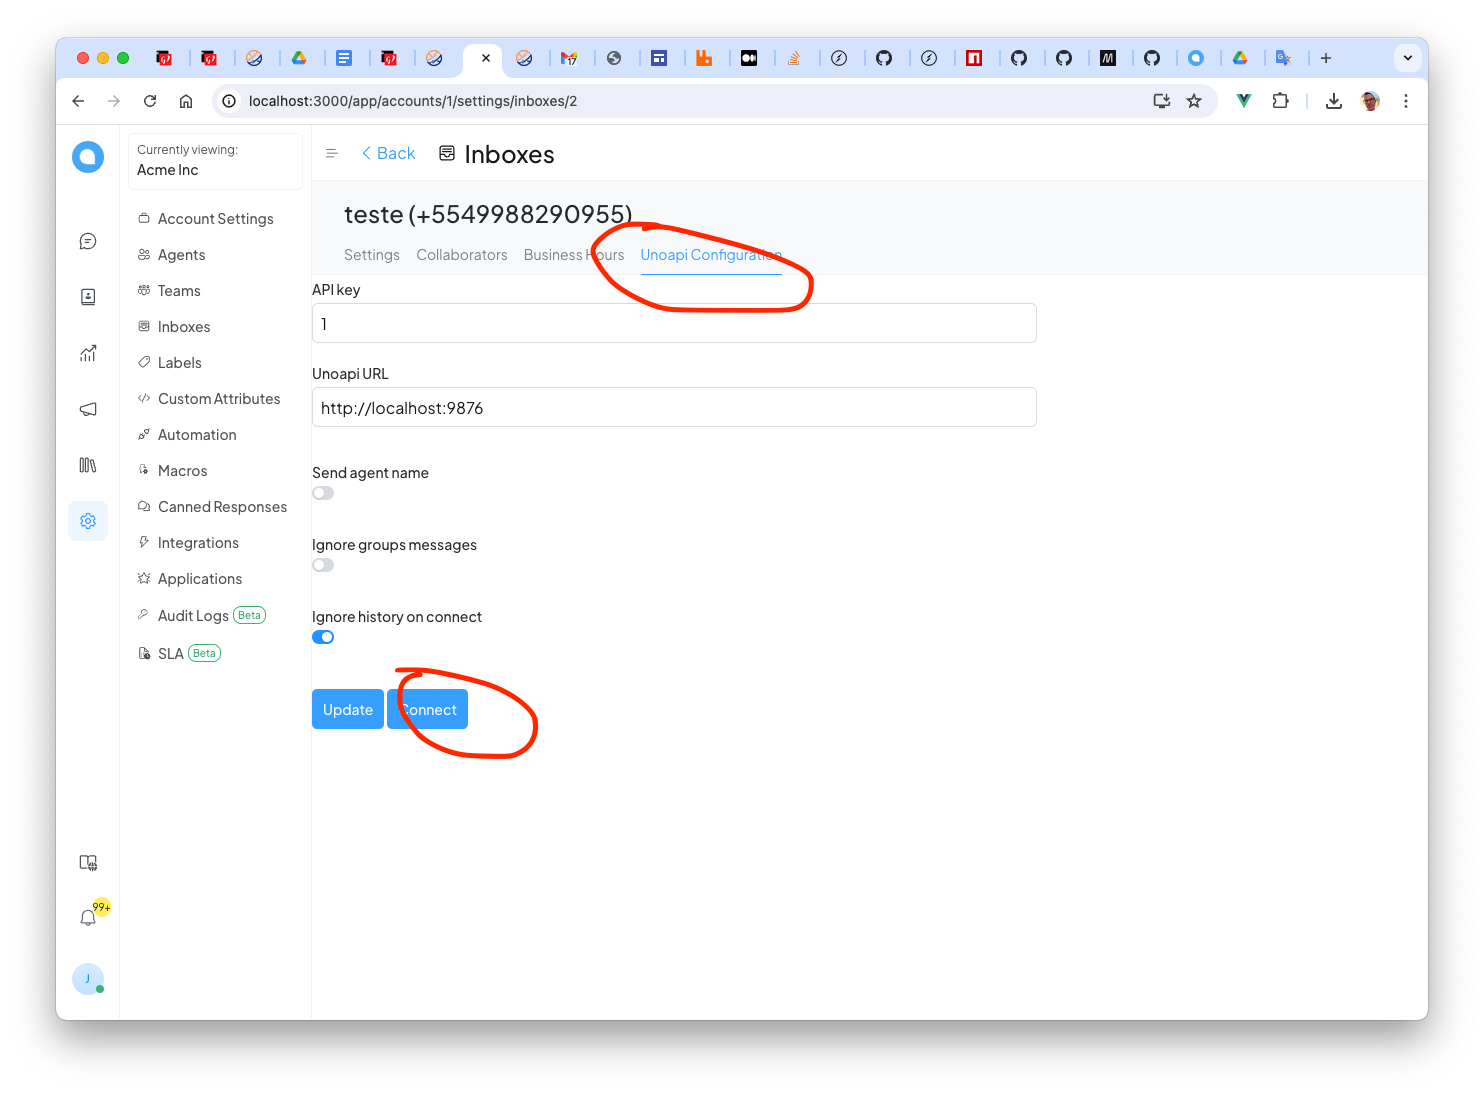 17
localhost:3000/app/accounts/1/settings/inboxes/2
Currently viewing:
Acme Inc
Back
Inboxes
teste (+5549988290955)
Settings
Collaborators
Business Hours
Unoapi Configuration
Account Settings
Agents
Teams
Inboxes
Labels
Custom Attributes
Automation
Macros
Canned Responses
Integrations
Applications
Audit Logs Beta
SLA Beta
99+
J
API key
1
Unoapi URL
http://localhost:9876
Send agent name
Ignore groups messages
Ignore history on connect
Update
Connect